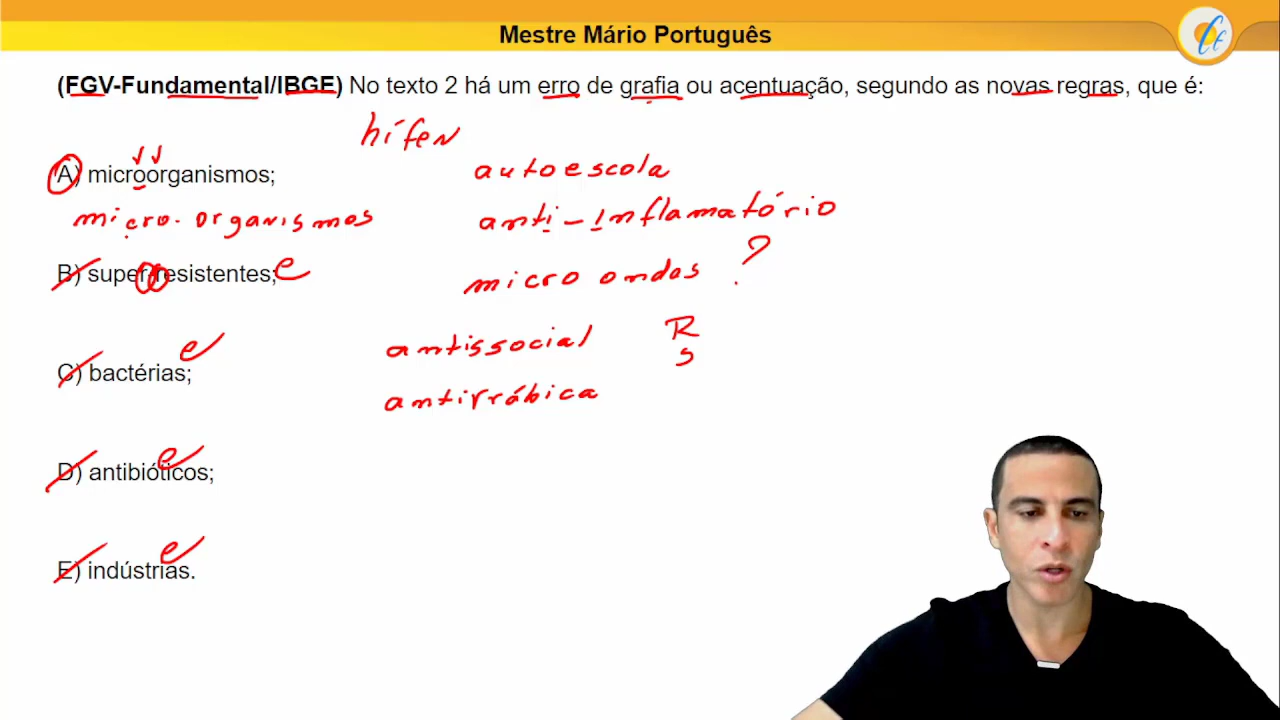 Mestre Mário Português
(FGV-Fundamental/IBGE) No texto 2 há um erro de grafia ou acentuação, segundo as novas regras, que é:
hífen
A) microorganismos;
autoescola
micro-organismos
anti-inflamatório
B) super-resistentes; e
micro ondas ?
antissocial R
s
C) bactérias; e
antirrábica
D) antibióticos; e
E) indústrias. e